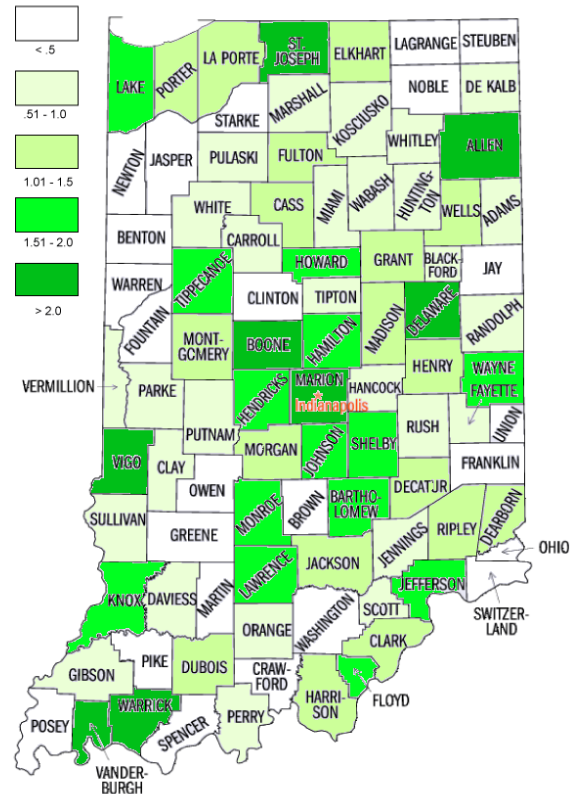 < .5
.51 - 1.0
1.01 - 1.5
1.51 - 2.0
> 2.0
LAKE
PORTER
LA PORTE
ST.
JOSEPH
ELKHART
LAGRANGE
STEUBEN
NOBLE
DE KALB
STARKE
MARSHALL
KOSCIUSKO
WHITLEY
ALLEN
NEWTON
JASPER
PULASKI
FULTON
MIAMI
WABASH
HUNTING-
TON
WELLS
ADAMS
WHITE
CASS
BENTON
CARROLL
HOWARD
GRANT
BLACK
FORD
JAY
WARREN
TIPPECANOE
CLINTON
TIPTON
MADISON
DELAWARE
RANDOLPH
FOUNTAIN
MONT-
GCMERY
BOONE
HAMILTON
HENRY
WAYNE
FAYETTE
VERMILLION
PARKE
HENDRICKS
MARION
Indianapolis
HANCOCK
RUSH
UNION
PUTNAM
MORGAN
JOHNSON
SHELBY
FRANKLIN
VIGO
CLAY
OWEN
MONROE
BROWN
BARTHO-
LOMEW
DECATJR
DEARBORN
SULLIVAN
GREENE
JENNINGS
RIPLEY
OHIO
KNOX
DAVIESS
MARTIN
LAWRENCE
JACKSON
JEFFERSON
SWITZER-
LAND
ORANGE
WASHINGTON
SCOTT
CLARK
GIBSON
PIKE
DUBOIS
CRAW-
FORD
HARRI-
SON
FLOYD
POSEY
WARRICK
SPENCER
PERRY
VANDER-
BURGH